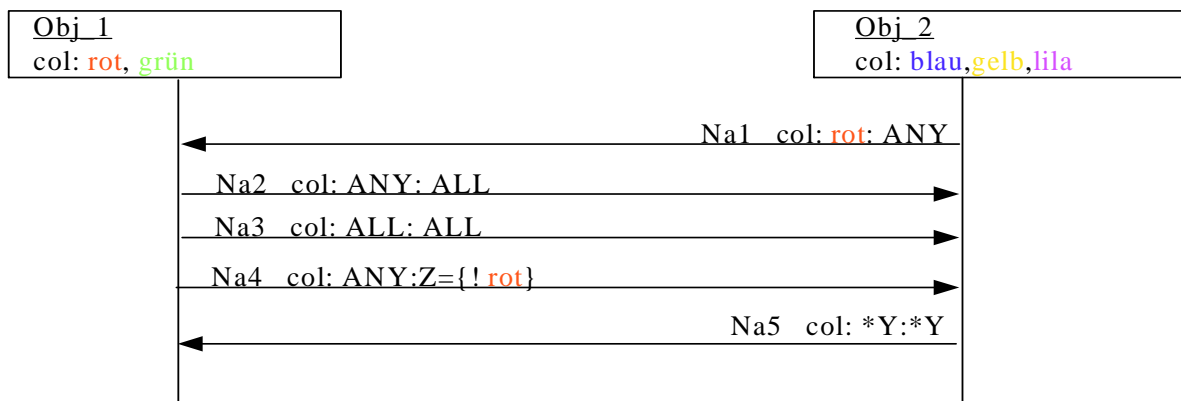 Obj_1
col: rot, grün
Obj_2
col: blau,gelb,lila
Na1 col: rot: ANY
Na2 col: ANY: ALL
Na3 col: ALL: ALL
Na4 col: ANY:Z={! rot}
Na5 col: *Y:*Y